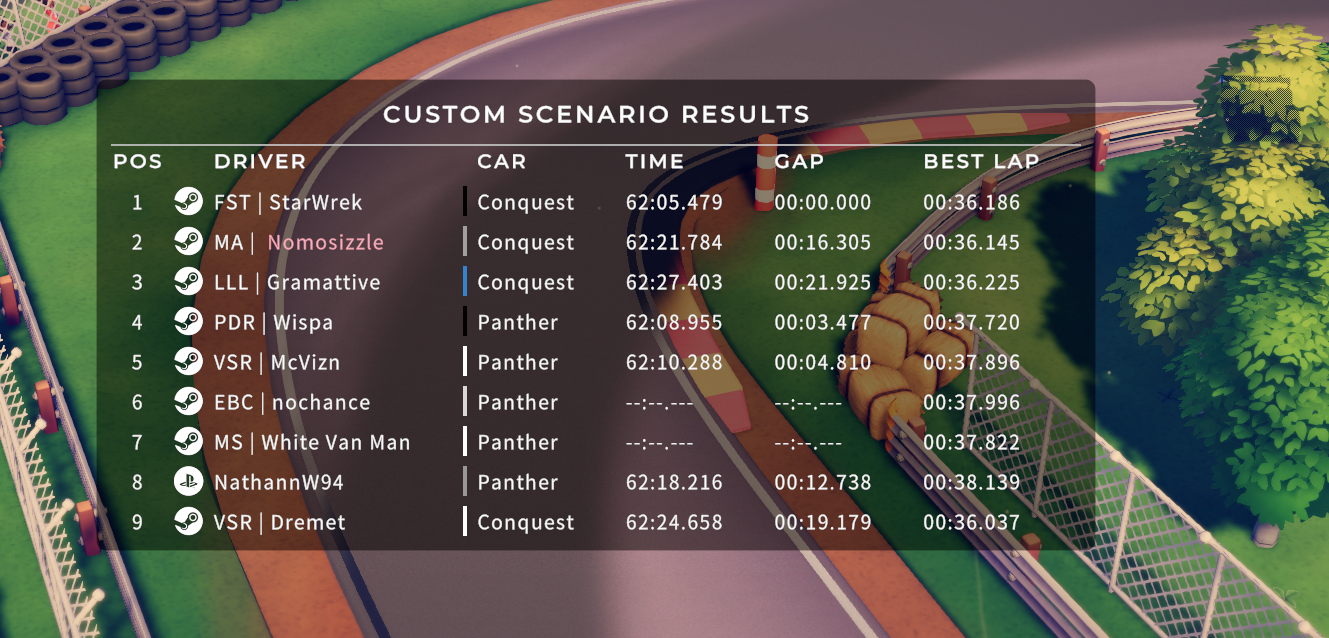 CUSTOM SCENARIO RESULTS
POS DRIVER CAR TIME GAP BEST LAP
1 FST | StarWrek Conquest 62:05.479 00:00.000 00:36.186
2 MA | Nomosizzle Conquest 62:21.784 00:16.305 00:36.145
3 LLL | Gramattive Conquest 62:27.403 00:21.925 00:36.225
4 PDR | Wispa Panther 62:08.955 00:03.477 00:37.720
5 VSR | McVizn Panther 62:10.288 00:04.810 00:37.896
6 EBC | nochance Panther --:--.--- --:--.--- 00:37.996
7 MS | White Van Man Panther --:--.--- --:--.--- 00:37.822
8 NathannW94 Panther 62:18.216 00:12.738 00:38.139
9 VSR | Dremet Conquest 62:24.658 00:19.179 00:36.037